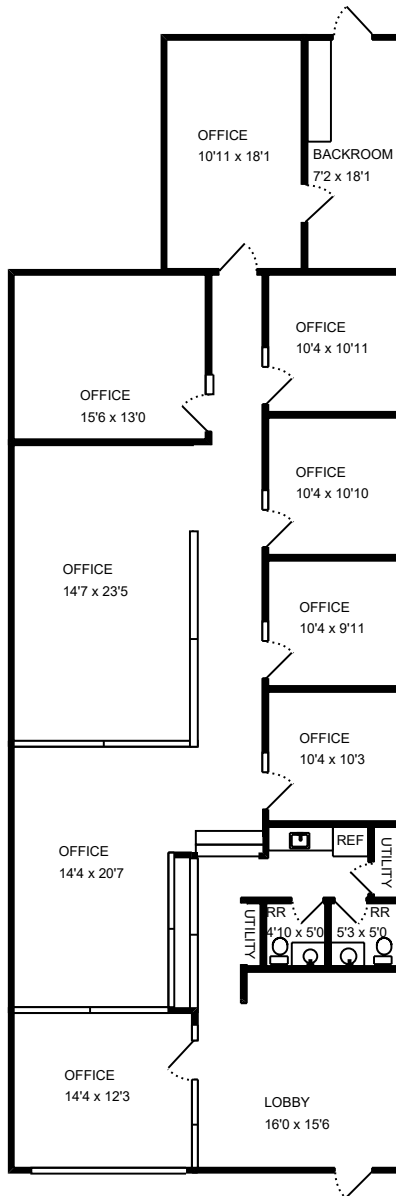 OFFICE
10'11 x 18'1
BACKROOM
7'2 x 18'1
OFFICE
10'4 x 10'11
OFFICE
15'6 x 13'0
OFFICE
10'4 x 10'10
OFFICE
14'7 x 23'5
OFFICE
10'4 x 9'11
OFFICE
10'4 x 10'3
REF
UTILITY
OFFICE
14'4 x 20'7
UTILITY
RR
4'10 x 5'0
RR
5'3 x 5'0
OFFICE
14'4 x 12'3
LOBBY
16'0 x 15'6